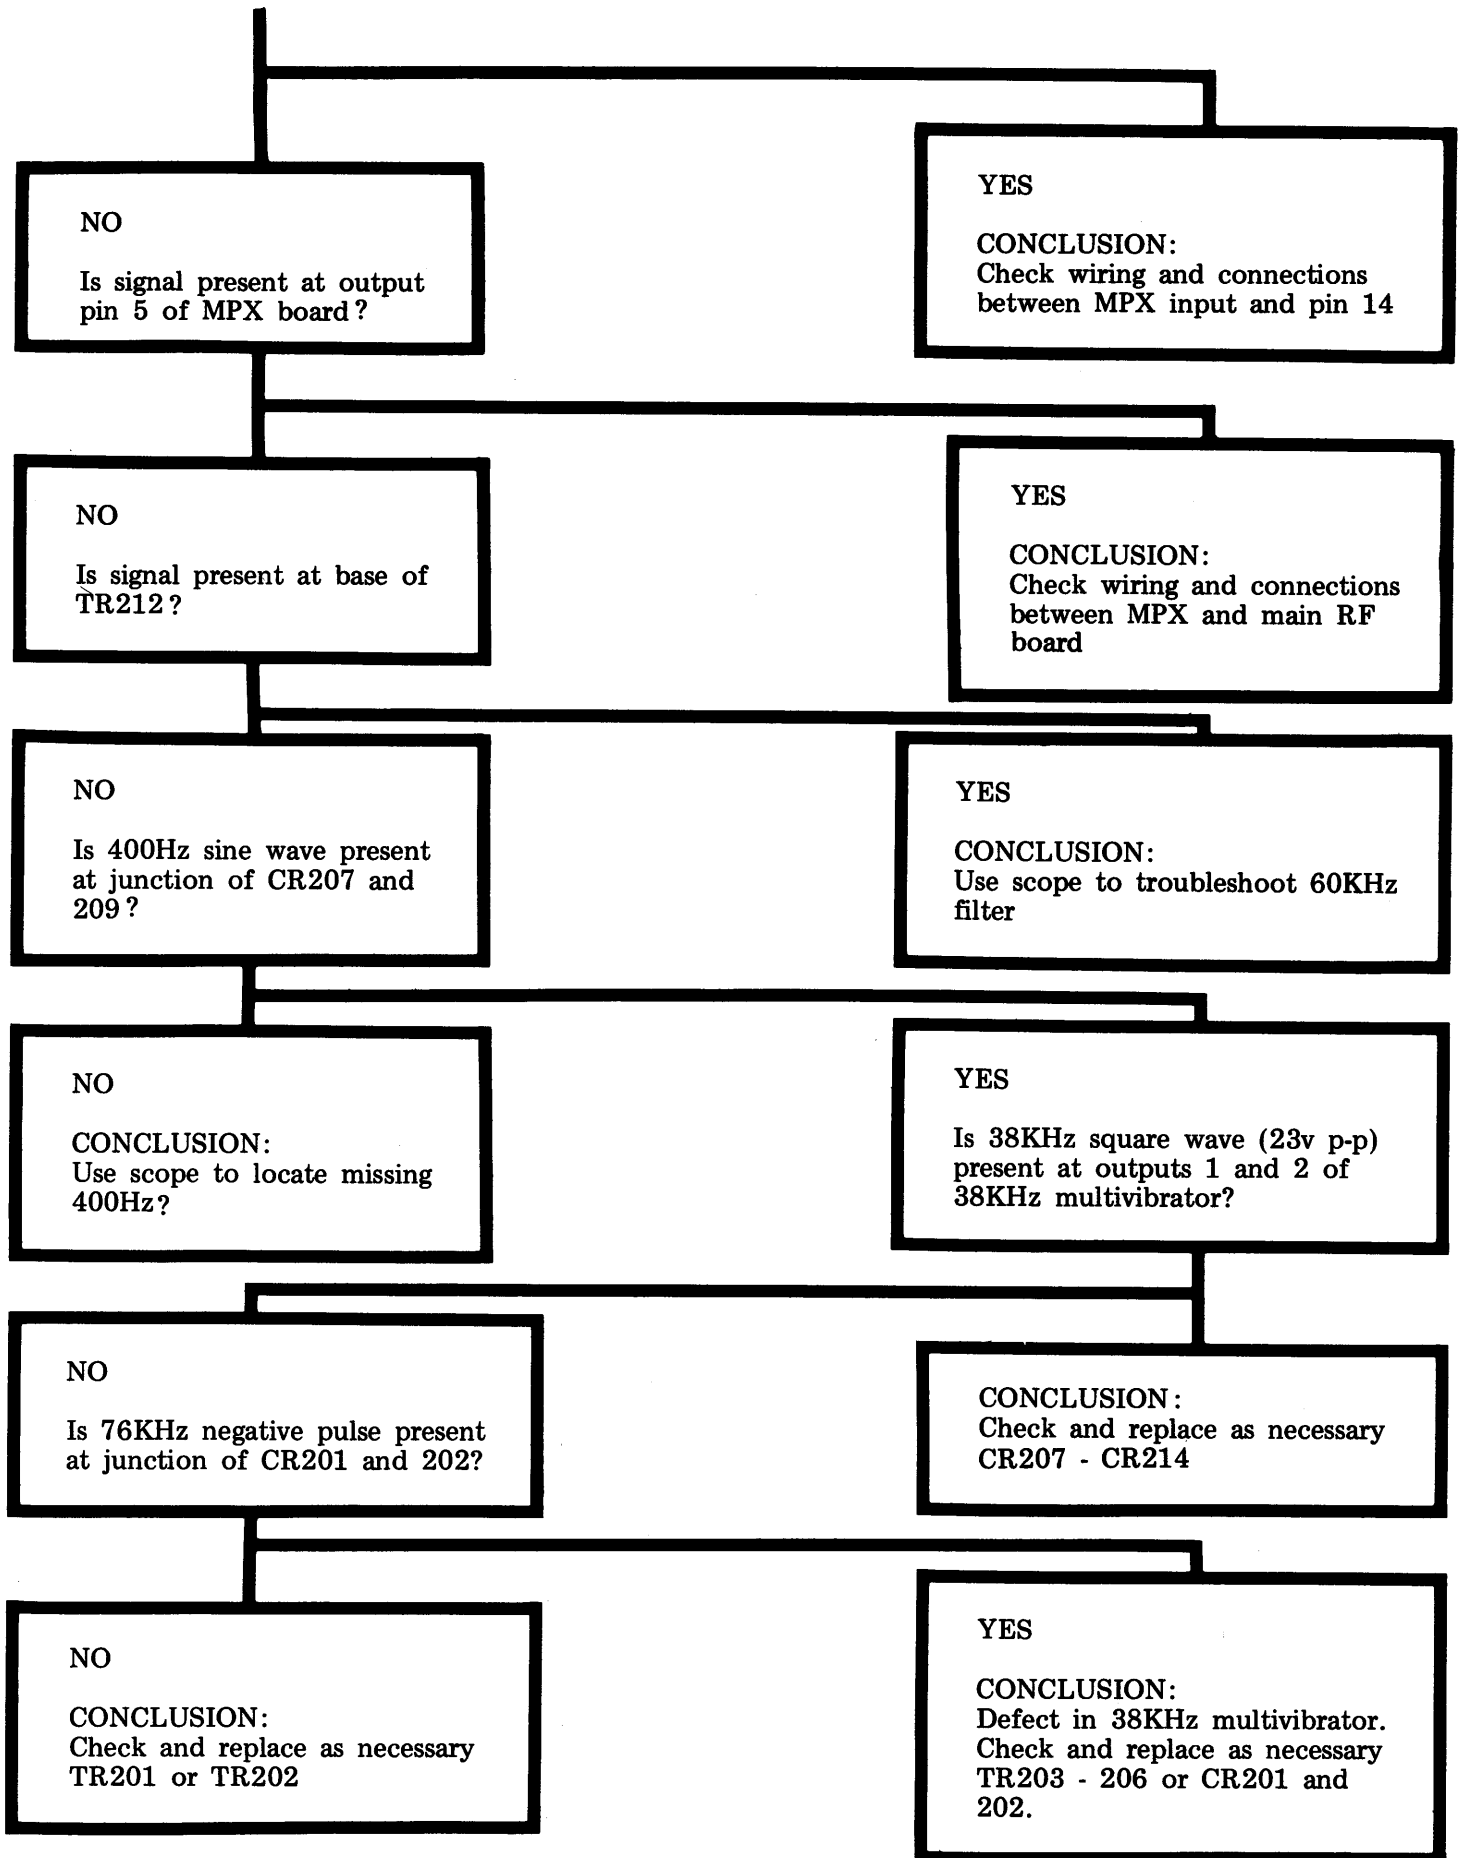 NO
Is signal present at output
pin 5 of MPX board?
YES
CONCLUSION:
Check wiring and connections
between MPX input and pin 14
NO
Is signal present at base of
TR212?
YES
CONCLUSION:
Check wiring and connections
between MPX and main RF
board
NO
Is 400Hz sine wave present
at junction of CR207 and
209?
YES
CONCLUSION:
Use scope to troubleshoot 60KHz
filter
NO
CONCLUSION:
Use scope to locate missing
400Hz?
YES
Is 38KHz square wave (23v p-p)
present at outputs 1 and 2 of
38KHz multivibrator?
NO
Is 76KHz negative pulse present
at junction of CR201 and 202?
CONCLUSION:
Check and replace as necessary
CR207 - CR214
NO
CONCLUSION:
Check and replace as necessary
TR201 or TR202
YES
CONCLUSION:
Defect in 38KHz multivibrator.
Check and replace as necessary
TR203 - 206 or CR201 and
202.